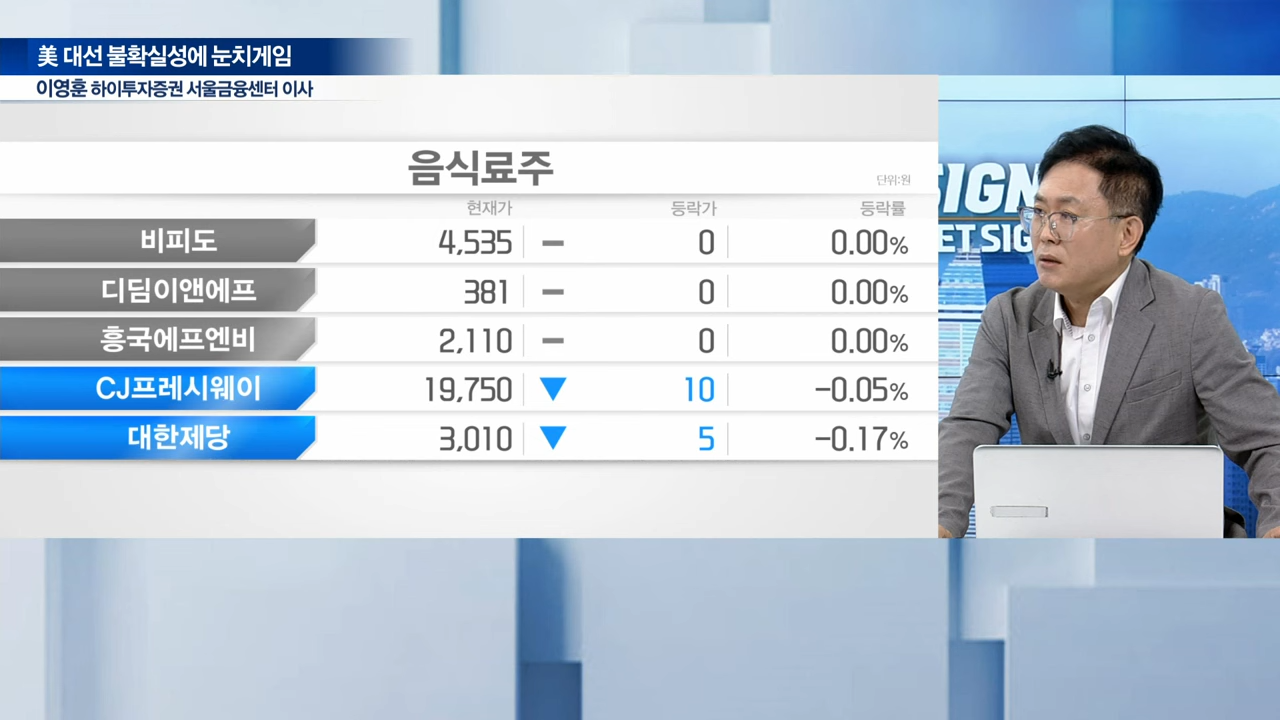 美 대선 불확실성에 눈치게임
이영훈 하이투자증권 서울금융센터 이사
음식료주
단위:원
현재가 등락가 등락률
비피도 4,535 – 0 0.00%
디딤이앤에프 381 – 0 0.00%
흥국에프엔비 2,110 – 0 0.00%
CJ프레시웨이 19,750 ▼ 10 -0.05%
대한제당 3,010 ▼ 5 -0.17%
SIGN
ET SIG